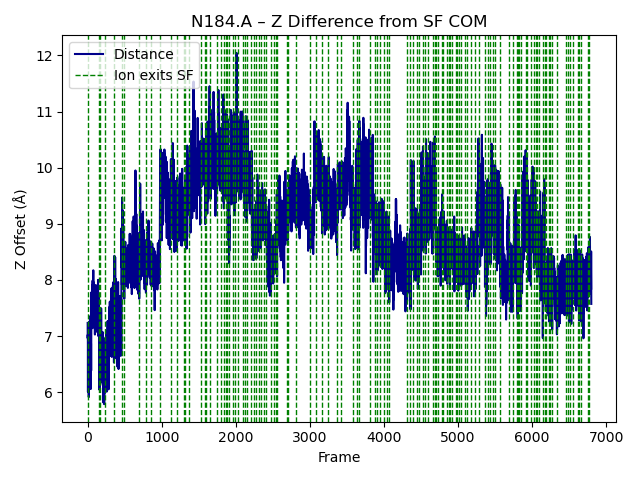 N184.A – Z Difference from SF COM
Distance
Ion exits SF
12
11
10
9
8
7
6
Z Offset (Å)
0 1000 2000 3000 4000 5000 6000 7000
Frame